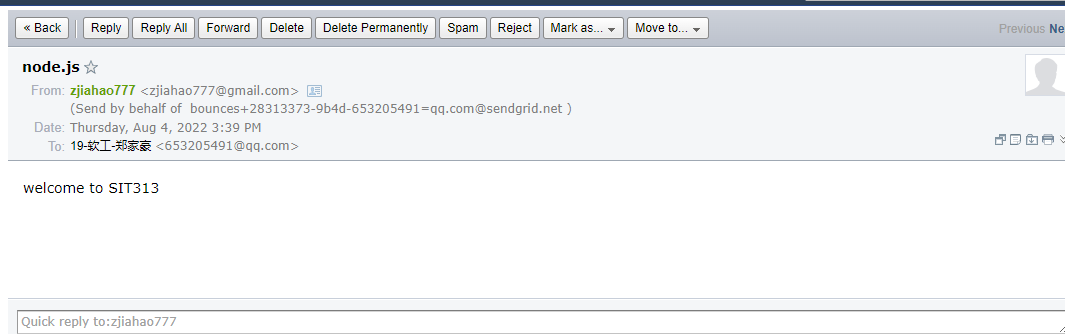 « Back Reply Reply All Forward Delete Delete Permanently Spam Reject Mark as... Move to... Previous Ne
node.js
From: zjiahao777 <zjiahao777@gmail.com>
(Send by behalf of bounces+28313373-9b4d-653205491=qq.com@sendgrid.net )
Date: Thursday, Aug 4, 2022 3:39 PM
To: 19-软工-郑家豪 <653205491@qq.com>
welcome to SIT313
Quick reply to:zjiahao777